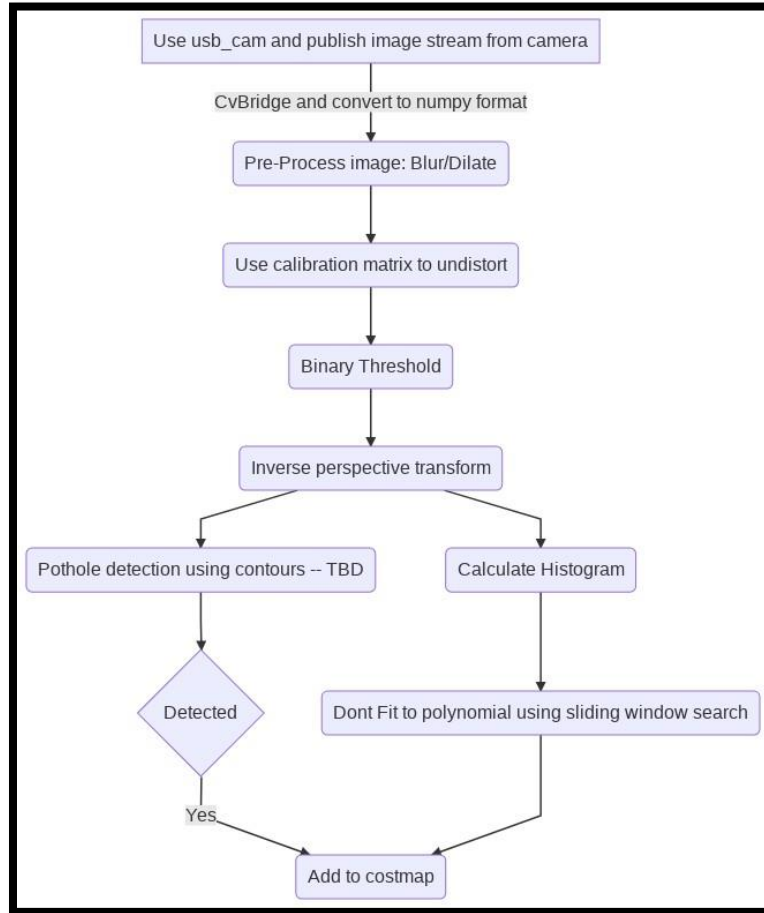 Use usb_cam and publish image stream from camera
CvBridge and convert to numpy format
Pre-Process image: Blur/Dilate
Use calibration matrix to undistort
Binary Threshold
Inverse perspective transform
Pothole detection using contours -- TBD
Calculate Histogram
Detected
Dont Fit to polynomial using sliding window search
Yes
Add to costmap